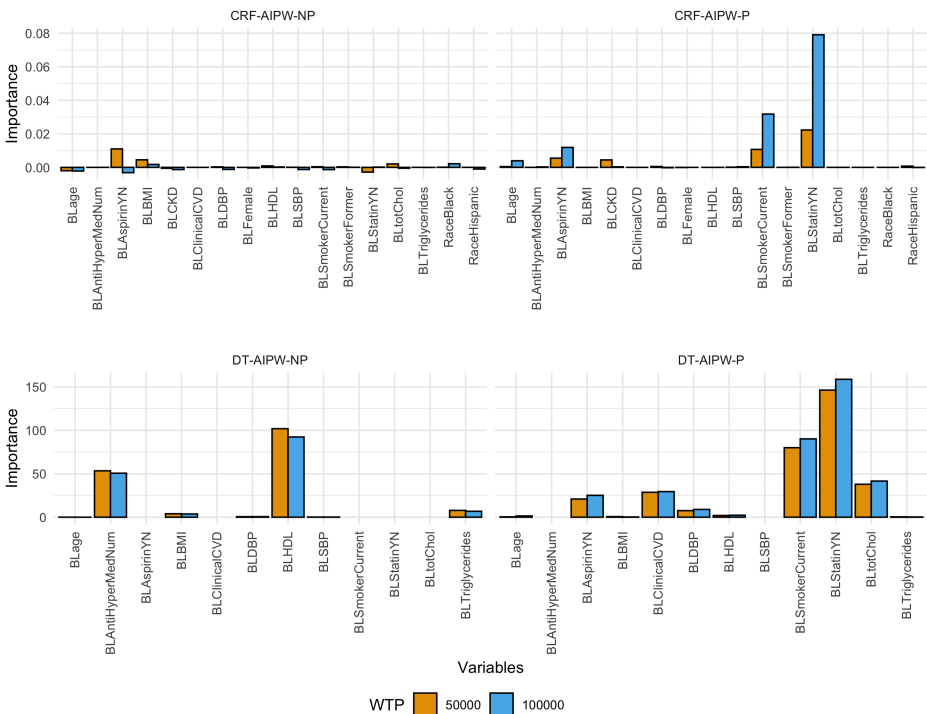 CRF-AIPW-NP
CRF-AIPW-P
Importance
0.08
0.06
0.04
0.02
0.00
BLage
BLAntiHyperMedNum
BLAspirinYN
BLBMI
BLCKD
BLClinicalCVD
BLDBP
BLFemale
BLHDL
BLSBP
BLSmokerCurrent
BLSmokerFormer
BLStatinYN
BLtotChol
BLTriglycerides
RaceBlack
RaceHispanic
BLage
BLAntiHyperMedNum
BLAspirinYN
BLBMI
BLCKD
BLClinicalCVD
BLDBP
BLFemale
BLHDL
BLSBP
BLSmokerCurrent
BLSmokerFormer
BLStatinYN
BLtotChol
BLTriglycerides
RaceBlack
RaceHispanic
DT-AIPW-NP
DT-AIPW-P
Importance
150
100
50
0
BLage
BLAntiHyperMedNum
BLAspirinYN
BLBMI
BLClinicalCVD
BLDBP
BLHDL
BLSBP
BLSmokerCurrent
BLStatinYN
BLtotChol
BLTriglycerides
BLage
BLAntiHyperMedNum
BLAspirinYN
BLBMI
BLClinicalCVD
BLDBP
BLHDL
BLSBP
BLSmokerCurrent
BLStatinYN
BLtotChol
BLTriglycerides
Variables
WTP 50000 100000